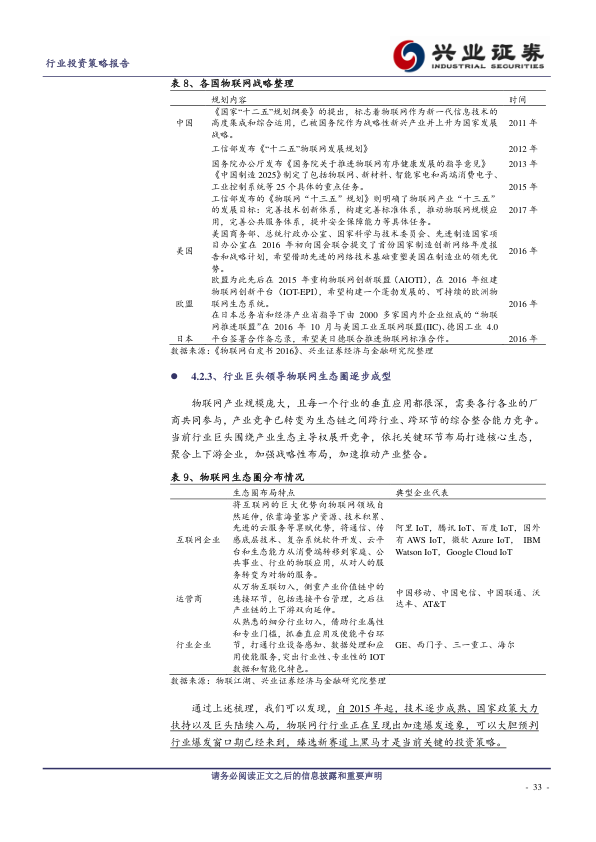 行业投资策略报告
兴业证券
INDUSTRIAL SECURITIES
表 8、各国物联网战略整理
规划内容 时间
《国家“十二五”规划纲要》的提出，标志着物联网作为新一代信息技术的
中国 高度集成和综合运用，已被国务院作为战略性新兴产业并上升为国家发展 2011 年
战略。
工信部发布《“十二五”物联网发展规划》 2012 年
国务院办公厅发布《国务院关于推进物联网有序健康发展的指导意见》 2013 年
《中国制造 2025》制定了包括物联网、新材料、智能家电和高端消费电子、
工业控制系统等 25 个具体的重点任务。 2015 年
工信部发布的《物联网“十三五”规划》则明确了物联网产业“十三五”
的发展目标：完善技术创新体系，构建完善标准体系，推动物联网规模应 2017 年
用，完善公共服务体系，提升安全保障能力等具体任务。
美国商务部、总统行政办公室、国家科学与技术委员会、先进制造国家项
美国 目办公室在 2016 年初向国会联合提交了首份国家制造创新网络年度报 2016 年
告和战略计划，希望借助先进的网络技术基础重塑美国在制造业的领先优
势。
欧盟为此先后在 2015 年重构物联网创新联盟（AIOTI），在 2016 年组建
物联网创新平台（IOT-EPI），希望构建一个蓬勃发展的、可持续的欧洲物
欧盟 联网生态系统。 2016 年
在日本总务省和经济产业省指导下由 2000 多家国内外企业组成的“物联
网推进联盟”在 2016 年 10 月与美国工业互联网联盟(IIC)、德国工业 4.0
日本 平台签署合作备忘录，希望美日德联合推进物联网标准合作。 2016 年
数据来源：《物联网白皮书 2016》、兴业证券经济与金融研究院整理
● 4.2.3、行业巨头领导物联网生态圈逐步成型
物联网产业规模庞大，且每一个行业的垂直应用都很深，需要各行各业的厂
商共同参与，产业竞争已转变为生态链之间跨行业、跨环节的综合整合能力竞争。
当前行业巨头围绕产业生态主导权展开竞争，依托关键环节布局打造核心生态，
聚合上下游企业，加强战略性布局，加速推动产业整合。
表 9、物联网生态圈分布情况
生态圈布局特点 典型企业代表
将互联网的巨大优势向物联网领域自
然延伸，依靠海量客户资源、技术积累、
先进的云服务等禀赋优势，将通信、传 阿里 IoT，腾讯 IoT、百度 IoT，国外
互联网企业 感底层技术、复杂系统软件开发、云平 有 AWS IoT，微软 Azure IoT， IBM
台和生态能力从消费端转移到家庭、公 Watson IoT，Google Cloud IoT
共事业、行业的物联应用，从对人的服
务转变为对物的服务。
从万物互联切入，侧重产业价值链中的
运营商 连接环节，包括连接平台管理，之后往 中国移动、中国电信、中国联通、沃
产业链的上下游双向延伸。 达丰、AT&T
从熟悉的细分行业切入，借助行业属性
和专业门槛，抓垂直应用及使能平台环
行业企业 节，打通行业设备感知、数据处理和应 GE、西门子、三一重工、海尔
用使能服务，突出行业性、专业性的 IOT
数据和智能化特色。
数据来源：物联江湖、兴业证券经济与金融研究院整理
通过上述梳理，我们可以发现，自 2015 年起，技术逐步成熟、国家政策大力
扶持以及巨头陆续入局，物联网行行业正在呈现出加速爆发迹象，可以大胆预判
行业爆发窗口期已经来到，臻选新赛道上黑马才是当前关键的投资策略。
请务必阅读正文之后的信息披露和重要声明
- 33 -